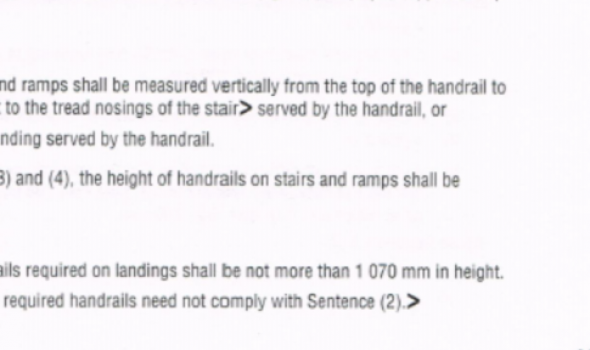 nd ramps shall be measured vertically from the top of the handrail to
to the tread nosings of the stair> served by the handrail, or
nding served by the handrail.
3) and (4), the height of handrails on stairs and ramps shall be
ails required on landings shall be not more than 1 070 mm in height.
required handrails need not comply with Sentence (2).>